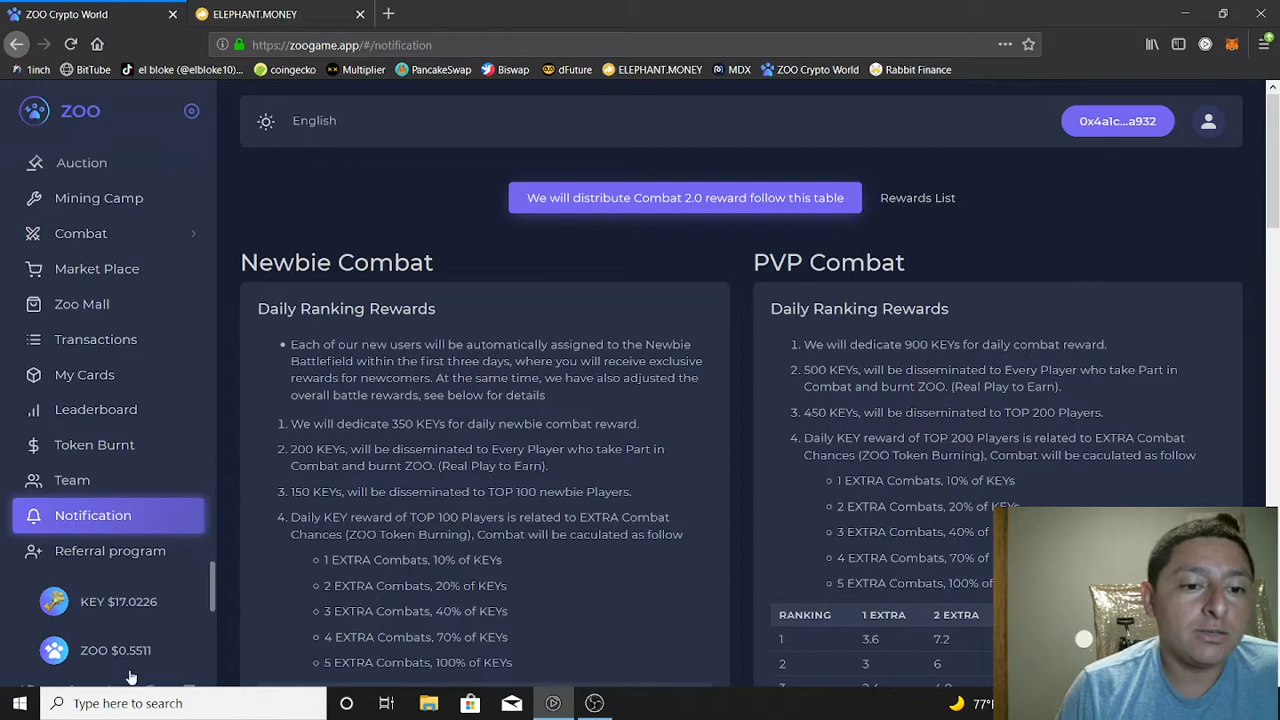 ZOO Crypto World
ELEPHANT.MONEY
https://zoogame.app/#/notification
1inch
BitTube
el bloke (@elbloke10)...
coingecko
Multiplier
PancakeSwap
Biswap
dFuture
ELEPHANT.MONEY
MDX
ZOO Crypto World
Rabbit Finance
ZOO
English
0x4a1c...a932
Auction
Mining Camp
Combat
Market Place
Zoo Mall
Transactions
My Cards
Leaderboard
Token Burnt
Team
Notification
Referral program
KEY $17.0226
ZOO $0.5511
We will distribute Combat 2.0 reward follow this table
Rewards List
Newbie Combat
Daily Ranking Rewards
Each of our new users will be automatically assigned to the Newbie
Battlefield within the first three days, where you will receive exclusive
rewards for newcomers. At the same time, we have also adjusted the
overall battle rewards, see below for details
1. We will dedicate 350 KEYs for daily newbie combat reward.
2. 200 KEYs, will be disseminated to Every Player who take Part in
Combat and burnt ZOO. (Real Play to Earn).
3. 150 KEYs, will be disseminated to TOP 100 newbie Players.
4. Daily KEY reward of TOP 100 Players is related to EXTRA Combat
Chances (ZOO Token Burning), Combat will be caculated as follow
1 EXTRA Combats, 10% of KEYs
2 EXTRA Combats, 20% of KEYs
3 EXTRA Combats, 40% of KEYs
4 EXTRA Combats, 70% of KEYs
5 EXTRA Combats, 100% of KEYs
PVP Combat
Daily Ranking Rewards
1. We will dedicate 900 KEYs for daily combat reward.
2. 500 KEYs, will be disseminated to Every Player who take Part in
Combat and burnt ZOO. (Real Play to Earn).
3. 450 KEYs, will be disseminated to TOP 200 Players.
4. Daily KEY reward of TOP 200 Players is related to EXTRA Combat
Chances (ZOO Token Burning), Combat will be caculated as follow
1 EXTRA Combats, 10% of KEYs
2 EXTRA Combats, 20% of KEYs
3 EXTRA Combats, 40% of
4 EXTRA Combats, 70% of
5 EXTRA Combats, 100%
RANKING 1 EXTRA 2 EXTRA
1 3.6 7.2
2 3 6
Type here to search
77°F